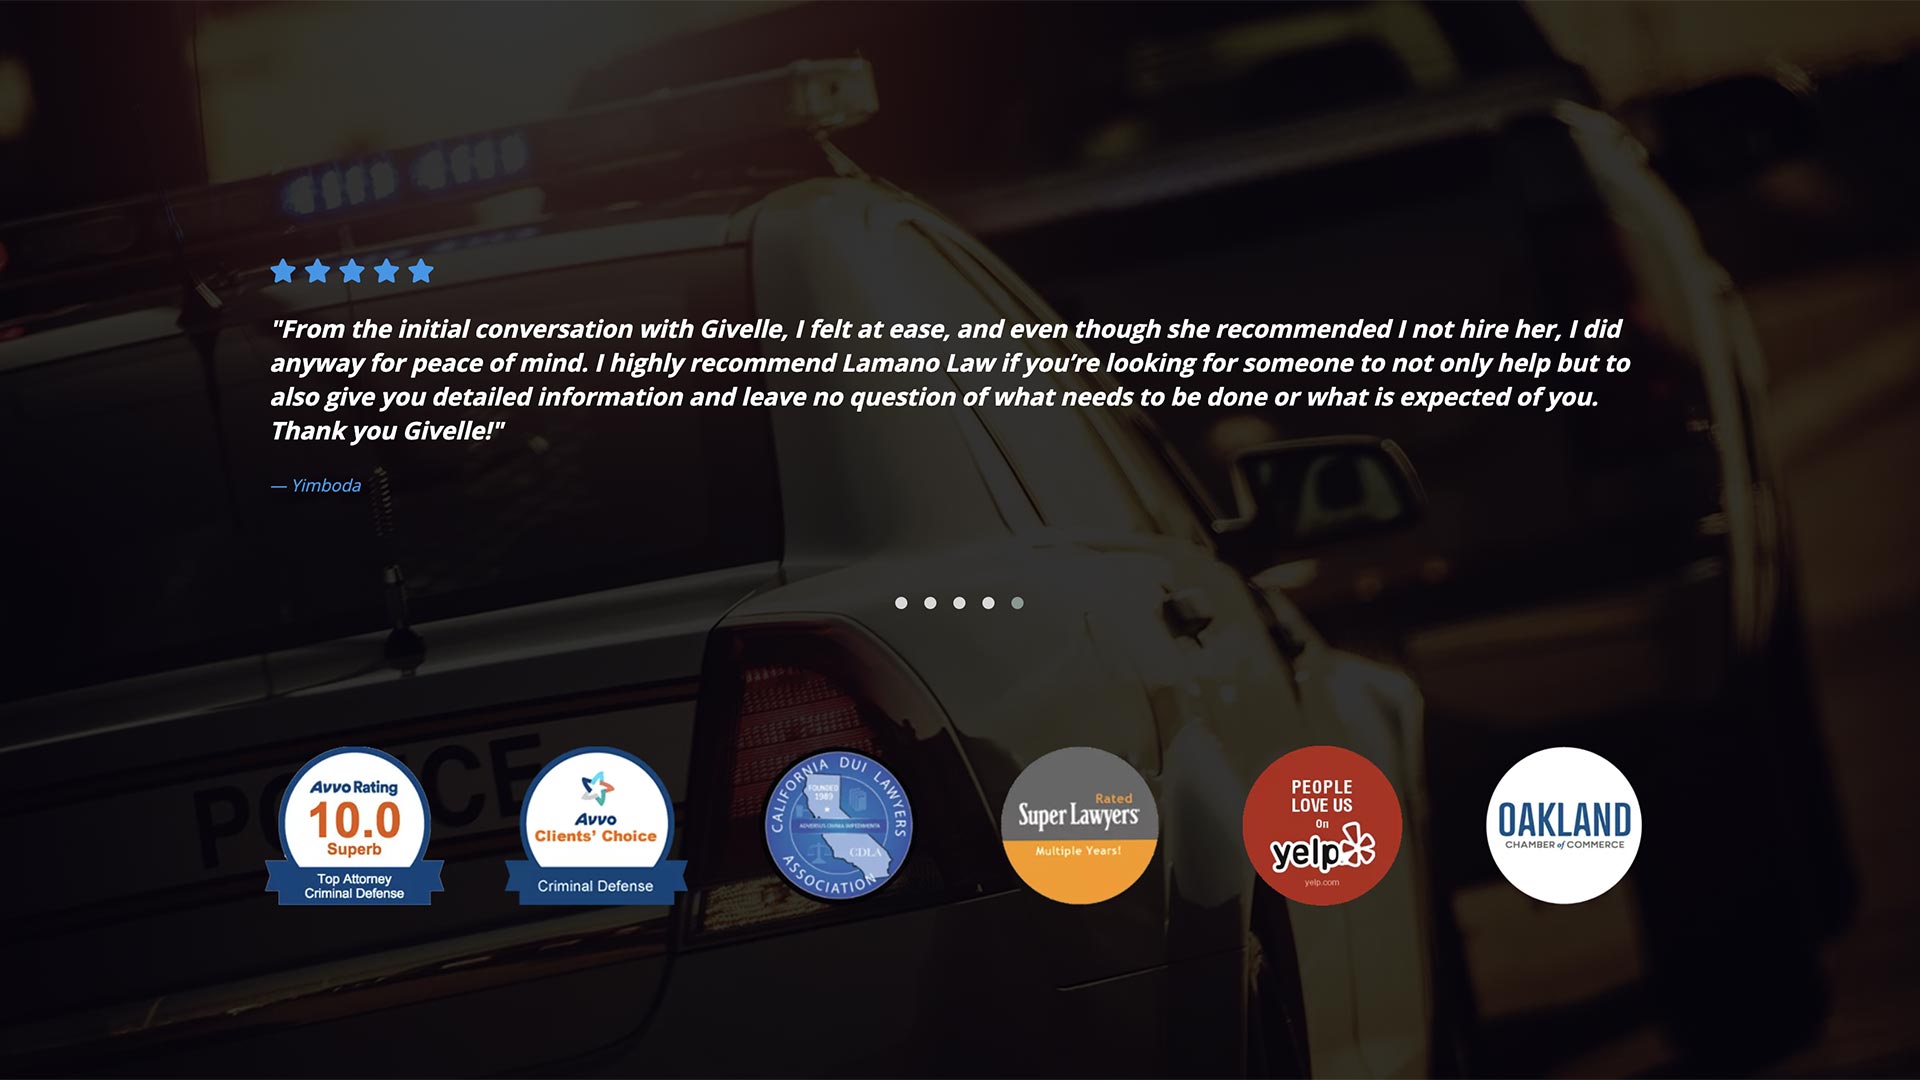 "From the initial conversation with Givelle, I felt at ease, and even though she recommended I not hire her, I did
anyway for peace of mind. I highly recommend Lamano Law if you’re looking for someone to not only help but to
also give you detailed information and leave no question of what needs to be done or what is expected of you.
Thank you Givelle!"
— Yimboda
POLICE
Avvo Rating
10.0
Superb
Top Attorney
Criminal Defense
Avvo
Clients’ Choice
Criminal Defense
CALIFORNIA DUI LAWYERS
FOUNDED
1989
ADVERSUS OMNIA IMPEDIMENTA
CDLA
ASSOCIATION
Rated
Super Lawyers
Multiple Years!
PEOPLE
LOVE US
On
yelp
yelp.com
OAKLAND
CHAMBER of COMMERCE